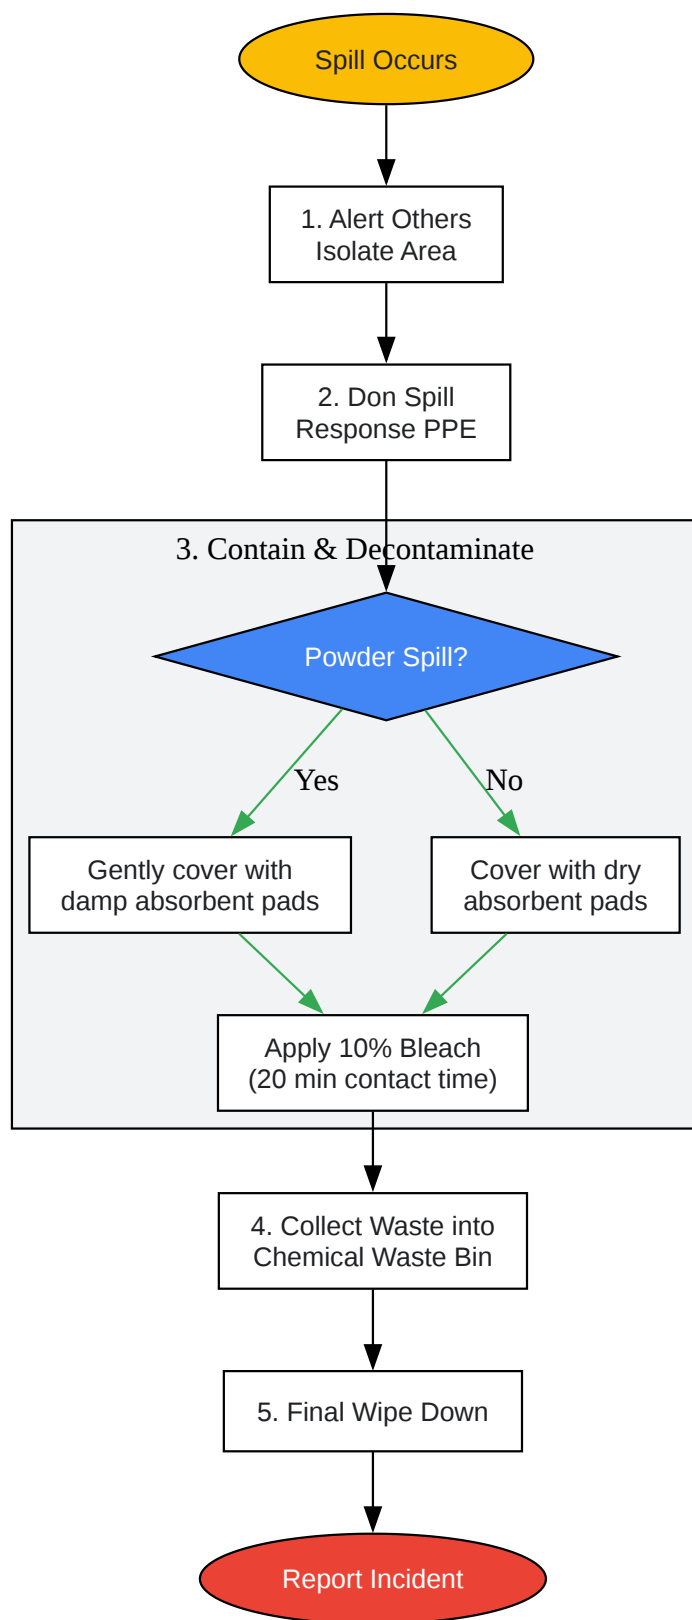 Spill Occurs
1. Alert Others
Isolate Area
2. Don Spill
Response PPE
3. Contain & Decontaminate
Powder Spill?
Yes
No
Gently cover with
damp absorbent pads
Cover with dry
absorbent pads
Apply 10% Bleach
(20 min contact time)
4. Collect Waste into
Chemical Waste Bin
5. Final Wipe Down
Report Incident